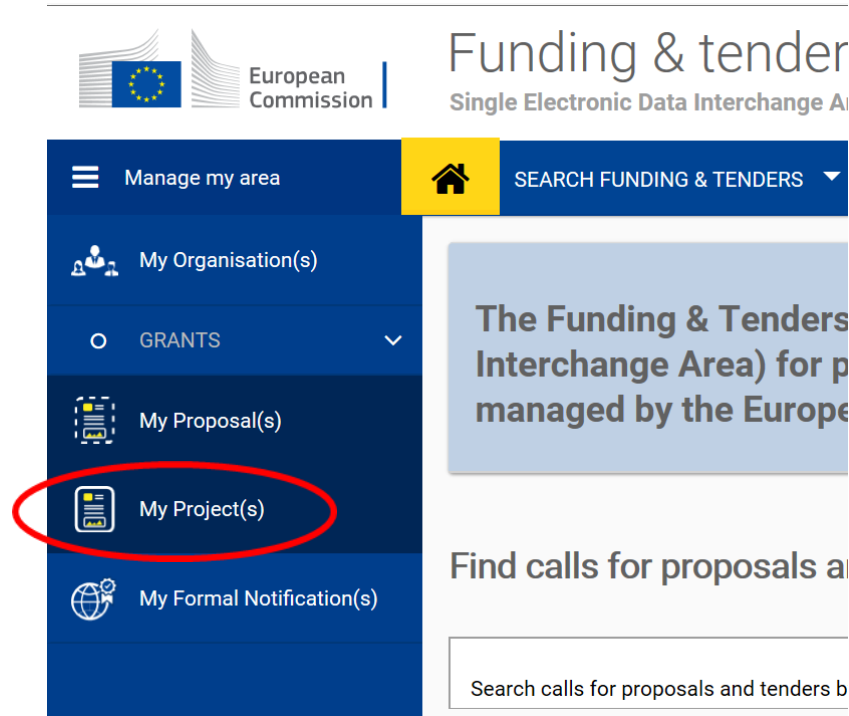 European
Commission
Funding & tender
Single Electronic Data Interchange
Manage my area
SEARCH FUNDING & TENDERS
My Organisation(s)
GRANTS
My Proposal(s)
My Project(s)
My Formal Notification(s)
The Funding & Tenders
Interchange Area) for
managed by the
Find calls for proposals
Search calls for proposals and tenders